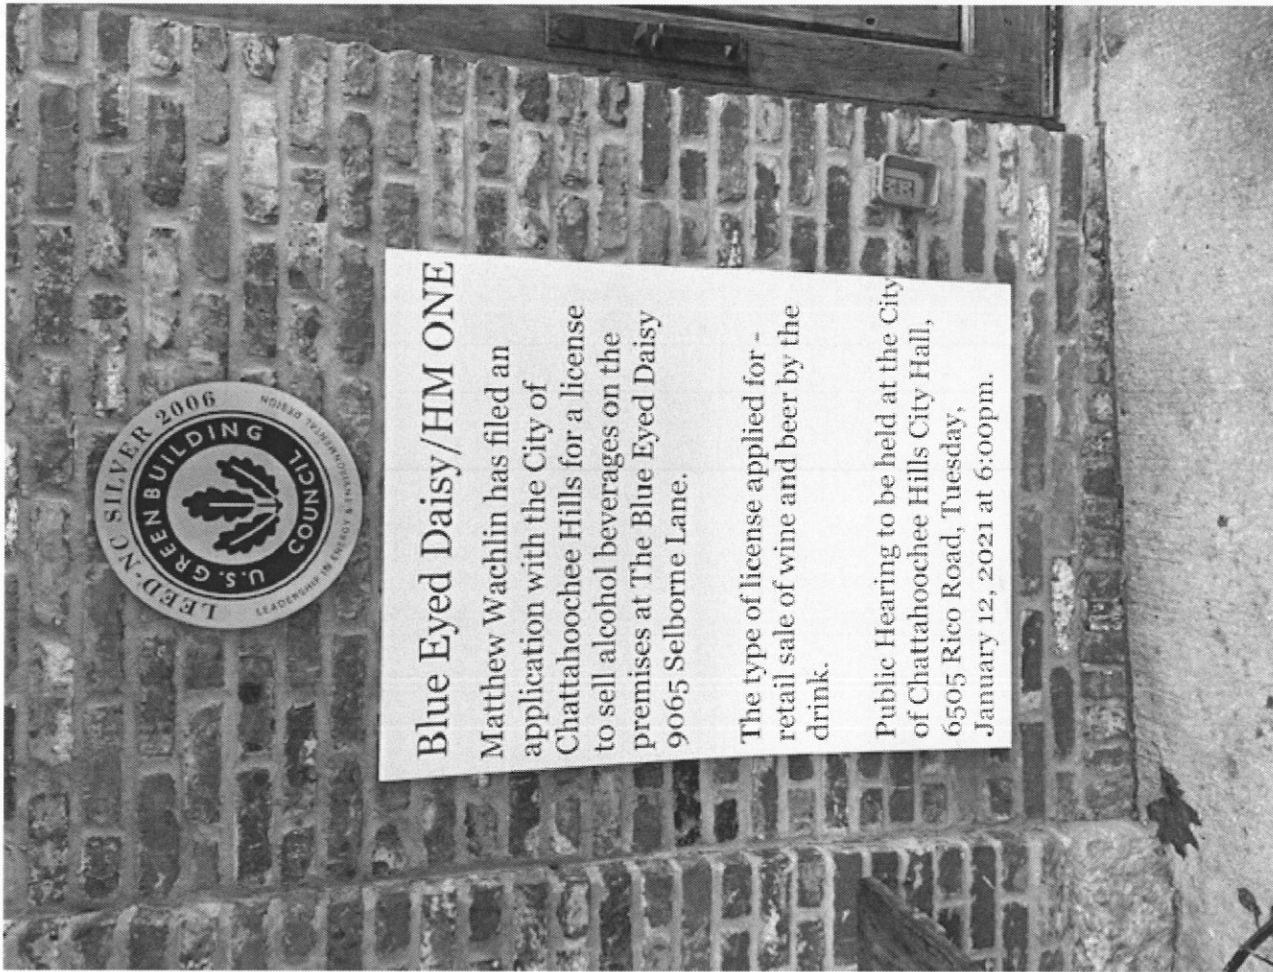 LEED-NC SILVER 2006
U.S. GREEN BUILDING COUNCIL
LEADERSHIP IN ENERGY & ENVIRONMENTAL DESIGN
Blue Eyed Daisy/HM ONE
Matthew Wachlin has filed an
application with the City of
Chattahoochee Hills for a license
to sell alcohol beverages on the
premises at The Blue Eyed Daisy
9065 Selborne Lane.
The type of license applied for -
retail sale of wine and beer by the
drink.
Public Hearing to be held at the City
of Chattahoochee Hills City Hall,
6505 Rico Road, Tuesday,
January 12, 2021 at 6:00pm.